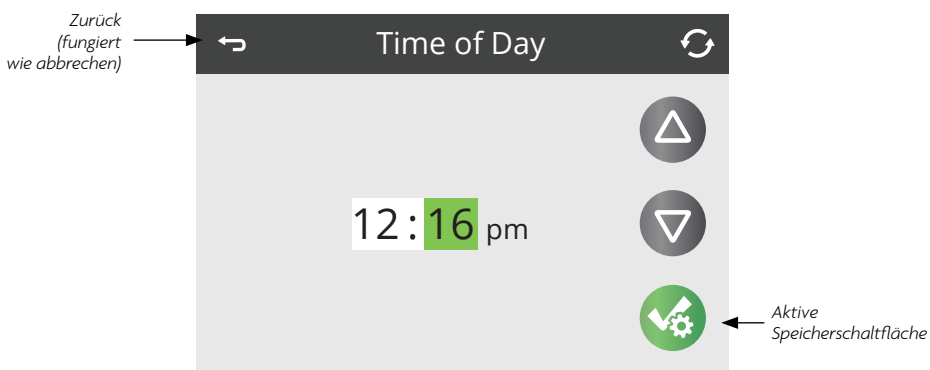 Zurück
(fungiert
wie abbrechen)
Time of Day
12:16 pm
Aktive
Speicherschaltfläche